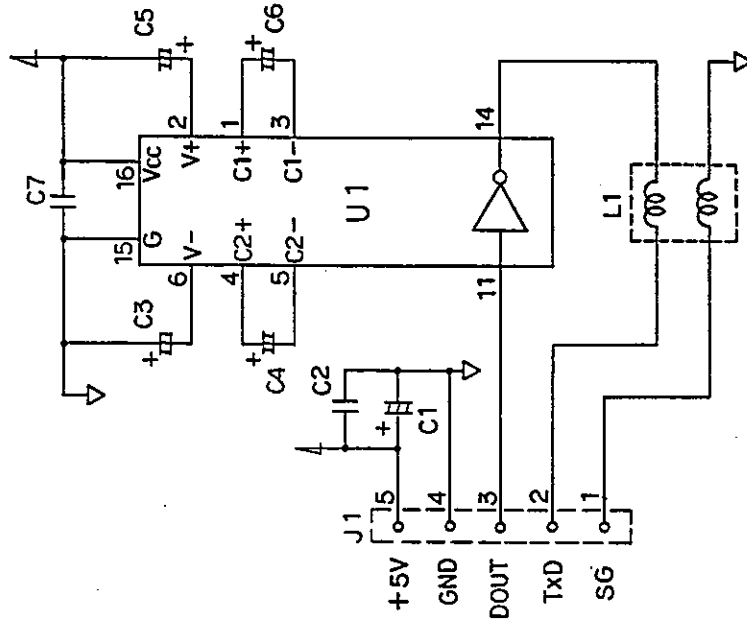 C5
C6
+
+
2
1
3
14
V+
C1+
C1-
C7
16
Vcc
U1
L1
15
G
V-
C2+
C2-
6
4
5
11
C3
+
C4
+
C2
+
C1
J1
5
4
3
2
1
+5V
GND
DOUT
TxD
SG